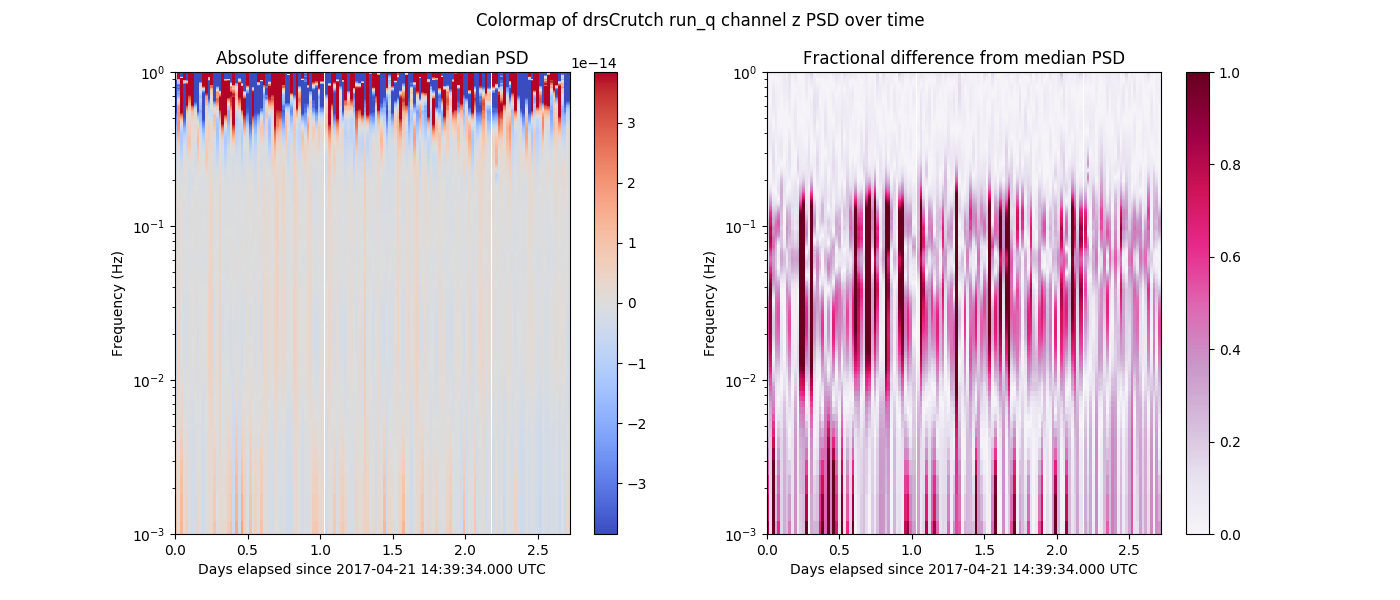 Colormap of drsCrutch run_q channel z PSD over time
Absolute difference from median PSD
1e−14
Frequency (Hz)
10⁰
10⁻¹
10⁻²
10⁻³
0.0 0.5 1.0 1.5 2.0 2.5
Days elapsed since 2017-04-21 14:39:34.000 UTC
3
2
1
0
−1
−2
−3
Fractional difference from median PSD
Frequency (Hz)
10⁰
10⁻¹
10⁻²
10⁻³
0.0 0.5 1.0 1.5 2.0 2.5
Days elapsed since 2017-04-21 14:39:34.000 UTC
1.0
0.8
0.6
0.4
0.2
0.0